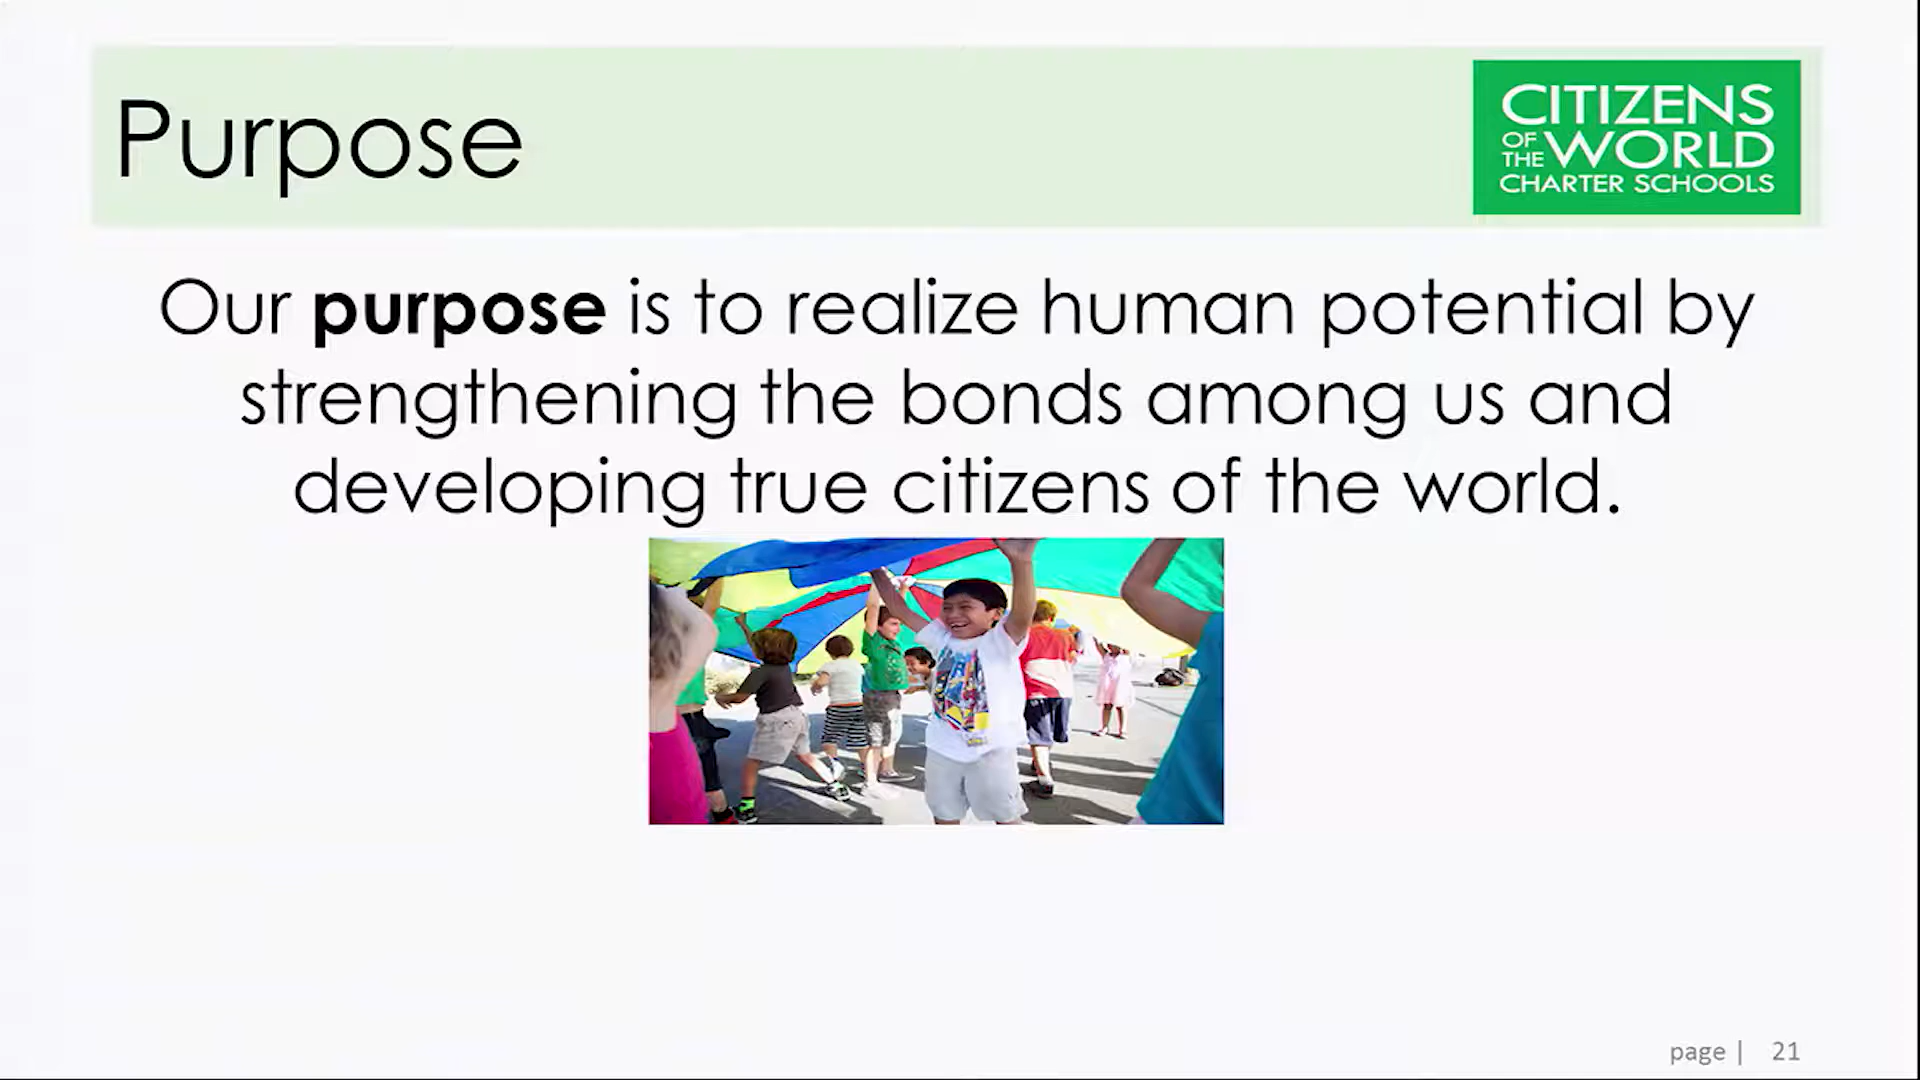 Purpose
CITIZENS
OF THE WORLD
CHARTER SCHOOLS
Our purpose is to realize human potential by
strengthening the bonds among us and
developing true citizens of the world.
page | 21